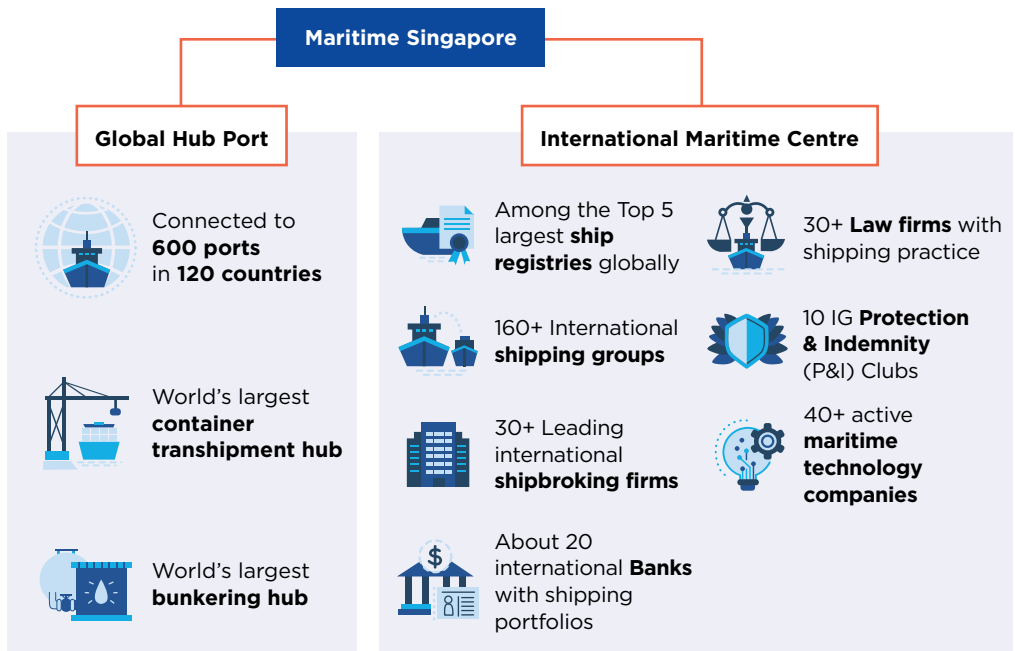 Maritime Singapore
Global Hub Port
Connected to
600 ports
in 120 countries
World's largest
container
transhipment hub
World's largest
bunkering hub
International Maritime Centre
Among the Top 5
largest ship
registries globally
160+ International
shipping groups
30+ Leading
international
shipbroking firms
$
About 20
international Banks
with shipping
portfolios
30+ Law firms with
shipping practice
10 IG Protection
& Indemnity
(P&I) Clubs
40+ active
maritime
technology
companies